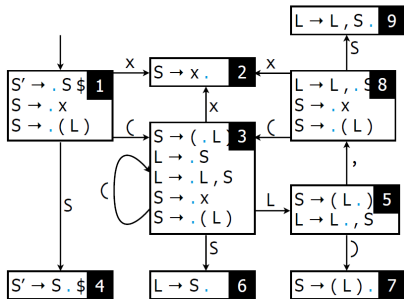 L → L , S . 9
S
x
x
S' → . S $ 1
S → . x
S → . ( L )
S → x . 2
L → L , . S 8
S → . x
S → . ( L )
x
(
(
S → ( . L ) 3
L → . S
L → . L , S
S → . x
S → . ( L )
(
,
S
L
S → ( L . ) 5
L → L . , S
S
)
S' → S . $ 4
L → S . 6
S → ( L ) . 7